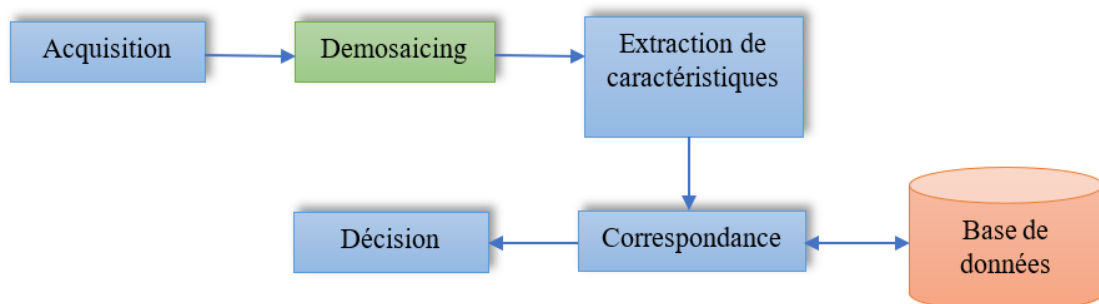 Acquisition
Demosaicing
Extraction de
caractéristiques
Décision
Correspondance
Base de
données